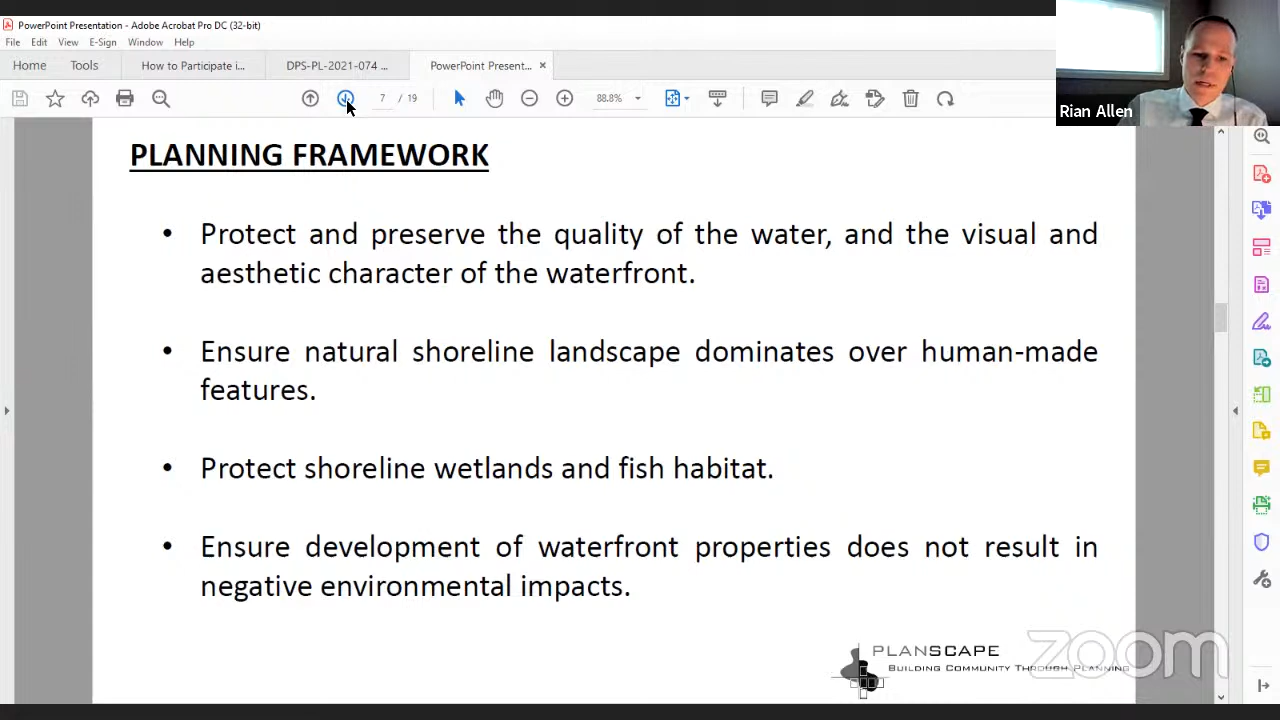 PowerPoint Presentation - Adobe Acrobat Pro DC (32-bit)
File Edit View E-Sign Window Help
Home Tools How to Participate i... DPS-PL-2021-074 ... PowerPoint Present... ×
7 / 19 88.8%
Rian Allen
PLANNING FRAMEWORK
• Protect and preserve the quality of the water, and the visual and
aesthetic character of the waterfront.
• Ensure natural shoreline landscape dominates over human-made
features.
• Protect shoreline wetlands and fish habitat.
• Ensure development of waterfront properties does not result in
negative environmental impacts.
PLANSCAPE
BUILDING COMMUNITY THROUGH PLANNING
zoom